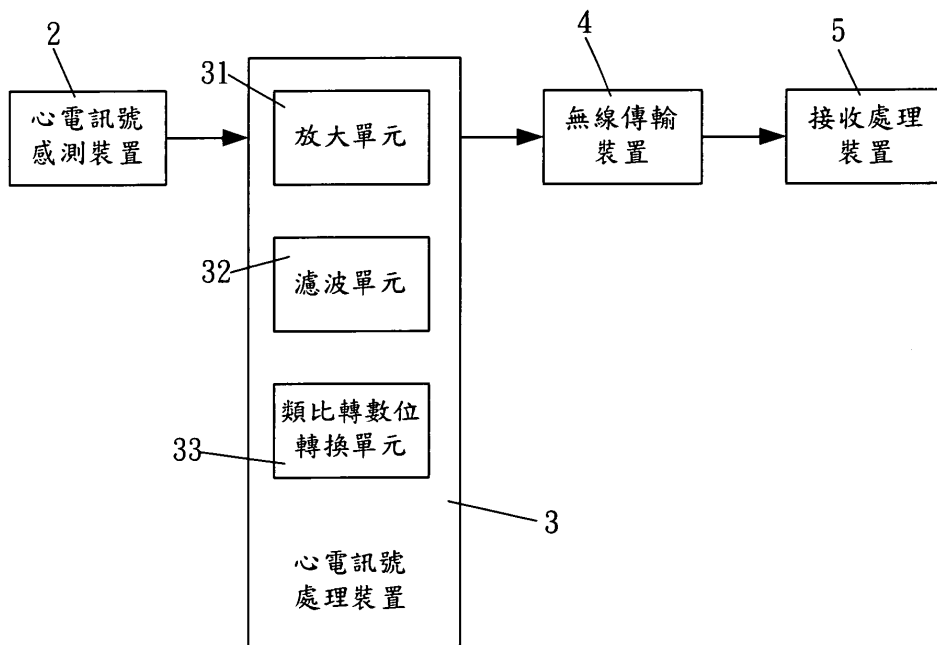 2
心電訊號
感測裝置
31
放大單元
32
濾波單元
33
類比轉數位
轉換單元
3
心電訊號
處理裝置
4
無線傳輸
裝置
5
接收處理
裝置